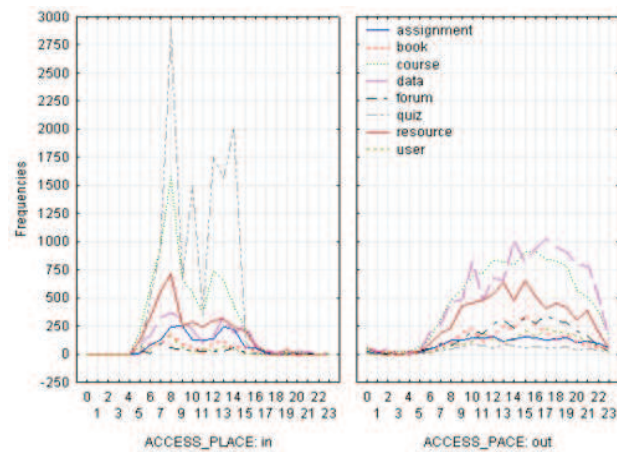 3000
2750
2500
2250
2000
1750
1500
1250
1000
750
500
250
0
-250
Frequencies
assignment
book
course
data
forum
quiz
resource
user
0 2 4 6 8 10 12 14 16 18 20 22
1 3 5 7 9 11 13 15 17 19 21 23
0 2 4 6 8 10 12 14 16 18 20 22
1 3 5 7 9 11 13 15 17 19 21 23
ACCESS_PLACE: in
ACCESS_PACE: out